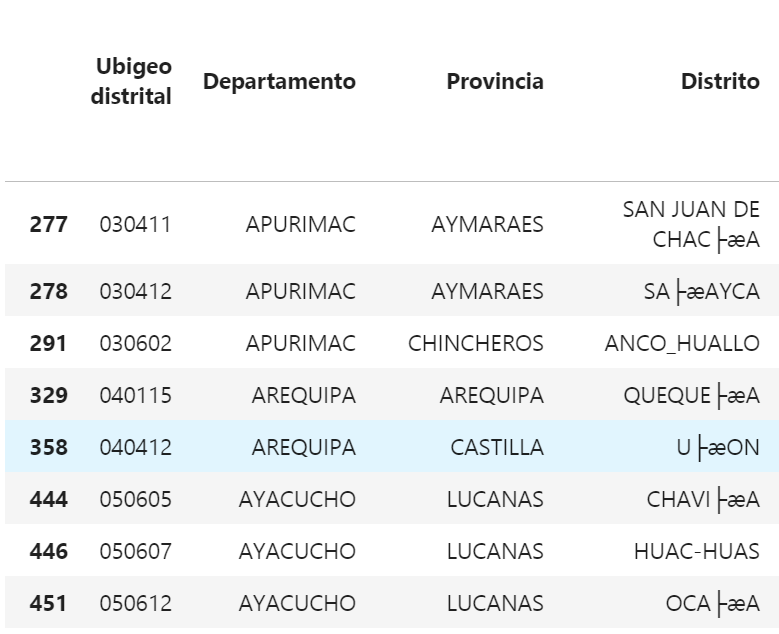 Ubigeo
distrital Departamento Provincia Distrito
277 030411 APURIMAC AYMARAES SAN JUAN DE
CHAC├æA
278 030412 APURIMAC AYMARAES SA├æAYCA
291 030602 APURIMAC CHINCHEROS ANCO_HUALLO
329 040115 AREQUIPA AREQUIPA QUEQUE├æA
358 040412 AREQUIPA CASTILLA U├æON
444 050605 AYACUCHO LUCANAS CHAVI├æA
446 050607 AYACUCHO LUCANAS HUAC-HUAS
451 050612 AYACUCHO LUCANAS OCA├æA